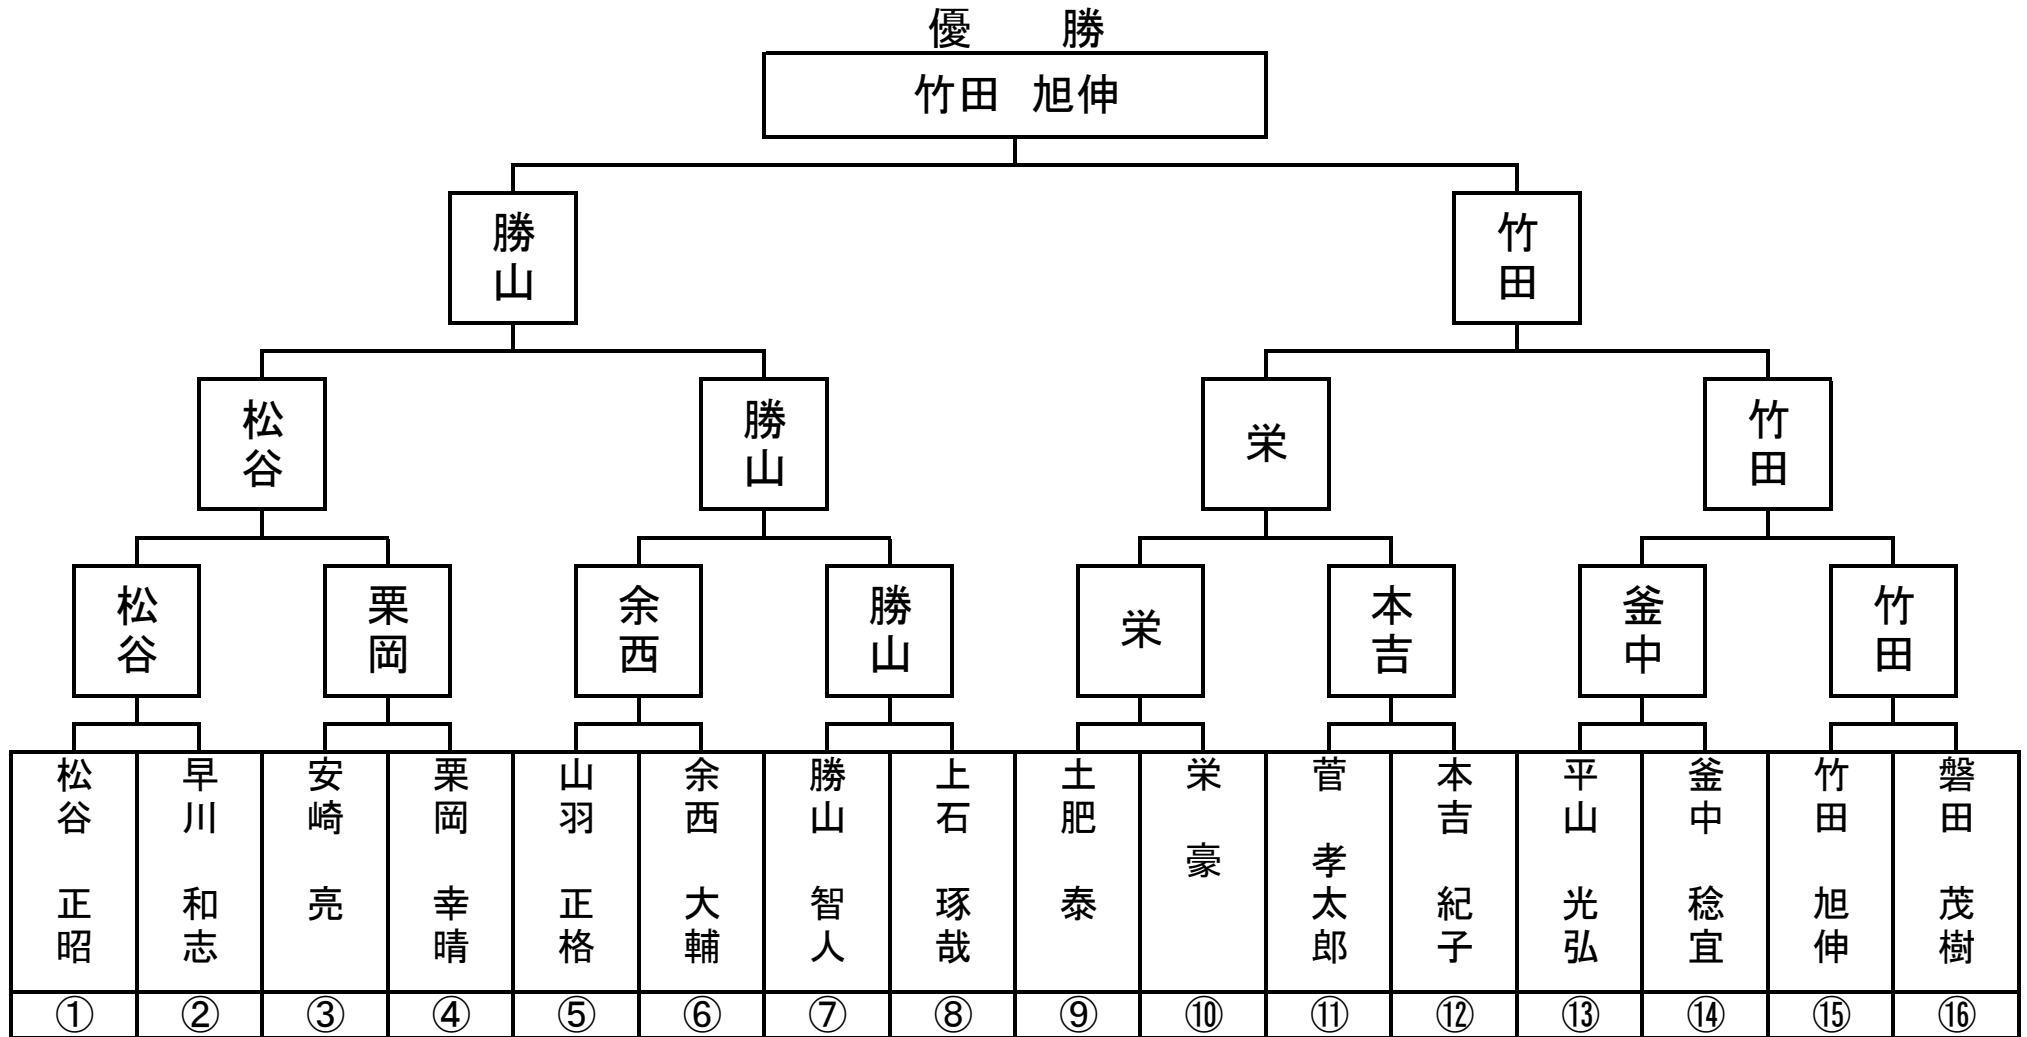 優 勝
竹田 旭伸
勝山
竹田
松谷
勝山
栄
竹田
松谷
栗岡
余西
勝山
栄
本吉
釜中
竹田
松谷 正昭
早川 和志
安崎 亮
栗岡 幸晴
山羽 正格
余西 大輔
勝山 智人
上石 琢哉
土肥 泰
栄 豪
菅 孝太郎
本吉 紀子
平山 光弘
釜中 稔宜
竹田 旭伸
磐田 茂樹
① ② ③ ④ ⑤ ⑥ ⑦ ⑧ ⑨ ⑩ ⑪ ⑫ ⑬ ⑭ ⑮ ⑯